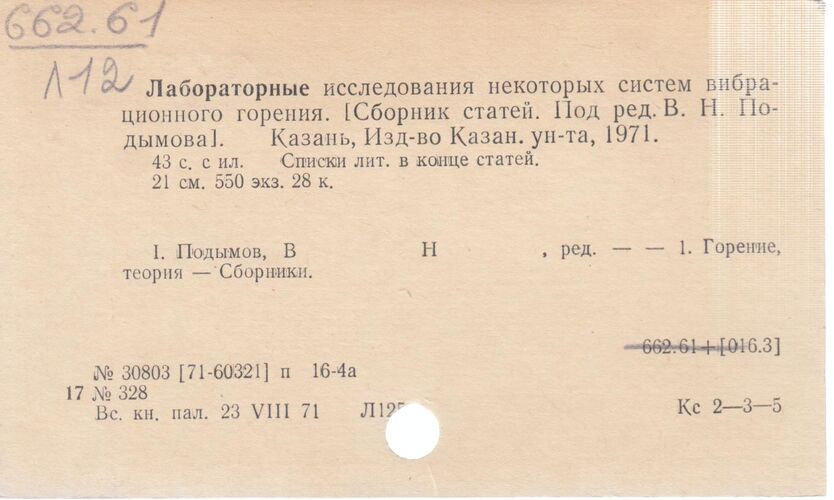 662.61
Л12
Лабораторные исследования некоторых систем вибра-
ционного горения. [Сборник статей. Под ред. В. Н. По-
дымова]. Казань, Изд-во Казан. ун-та, 1971.
43 с. с ил. Списки лит. в конце статей.
21 см. 550 экз. 28 к.
1. Подымов, В Н , ред. — — 1. Горение,
теория — Сборники.
662.61+[016.3]
№ 30803 [71-60321] п 16-4а
17 № 328
Вс. кн. пал. 23 VIII 71 Л125 Кс 2—3—5